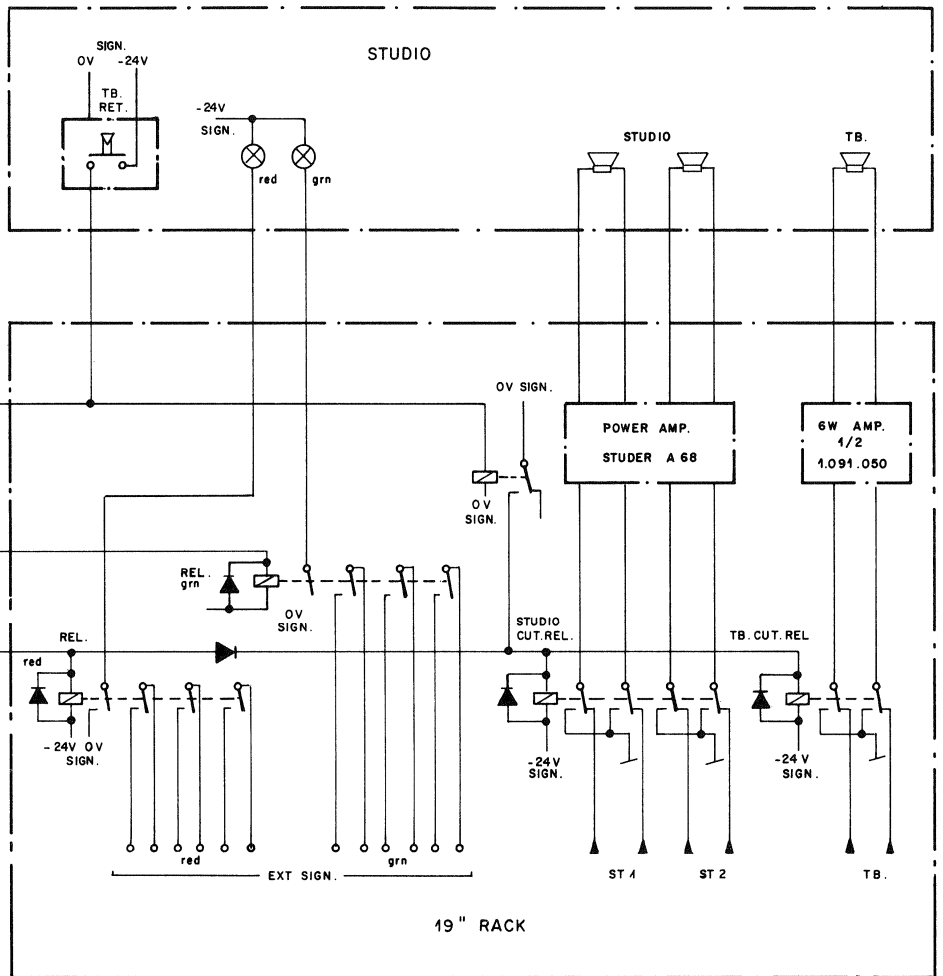 STUDIO
SIGN.
0V -24V
TB.
RET.
-24V
SIGN.
red
grn
STUDIO
TB.
0V SIGN.
POWER AMP.
STUDER A 68
6W AMP.
1/2
1.091.050
0V
SIGN.
REL.
grn
0V
SIGN.
STUDIO
CUT.REL.
TB.CUT.REL
REL.
red
-24V 0V
SIGN.
-24V
SIGN.
-24V
SIGN.
red
grn
EXT SIGN.
ST 1
ST 2
TB.
19" RACK